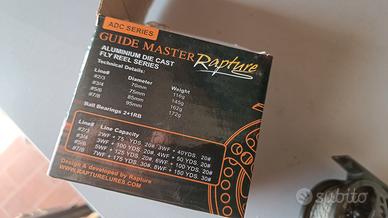 ADC SERIES
GUIDE MASTER Rapture
ALUMINIUM DIE CAST
FLY REEL SERIES
Technical Details:
Line# Diameter Weight
#2/3 70mm 116g
#3/4 75mm 145g
#5/6 85mm 162g
#7/8 95mm 172g
Ball Bearings 2+1RB
Line# Line Capacity
#2/3 2WF + 75 YDS. 20# 3WF + 40YDS. 20#
#3/4 3WF + 100 YDS. 20# 4WF + 50 YDS. 20#
#5/6 5WF + 125 YDS. 20# 6WF + 100 YDS. 20#
#7/8 7WF + 175 YDS. 30# 8WF + 150 YDS. 30#
Design & developed by Rapture
WWW.RAPTURELURES.COM
subito